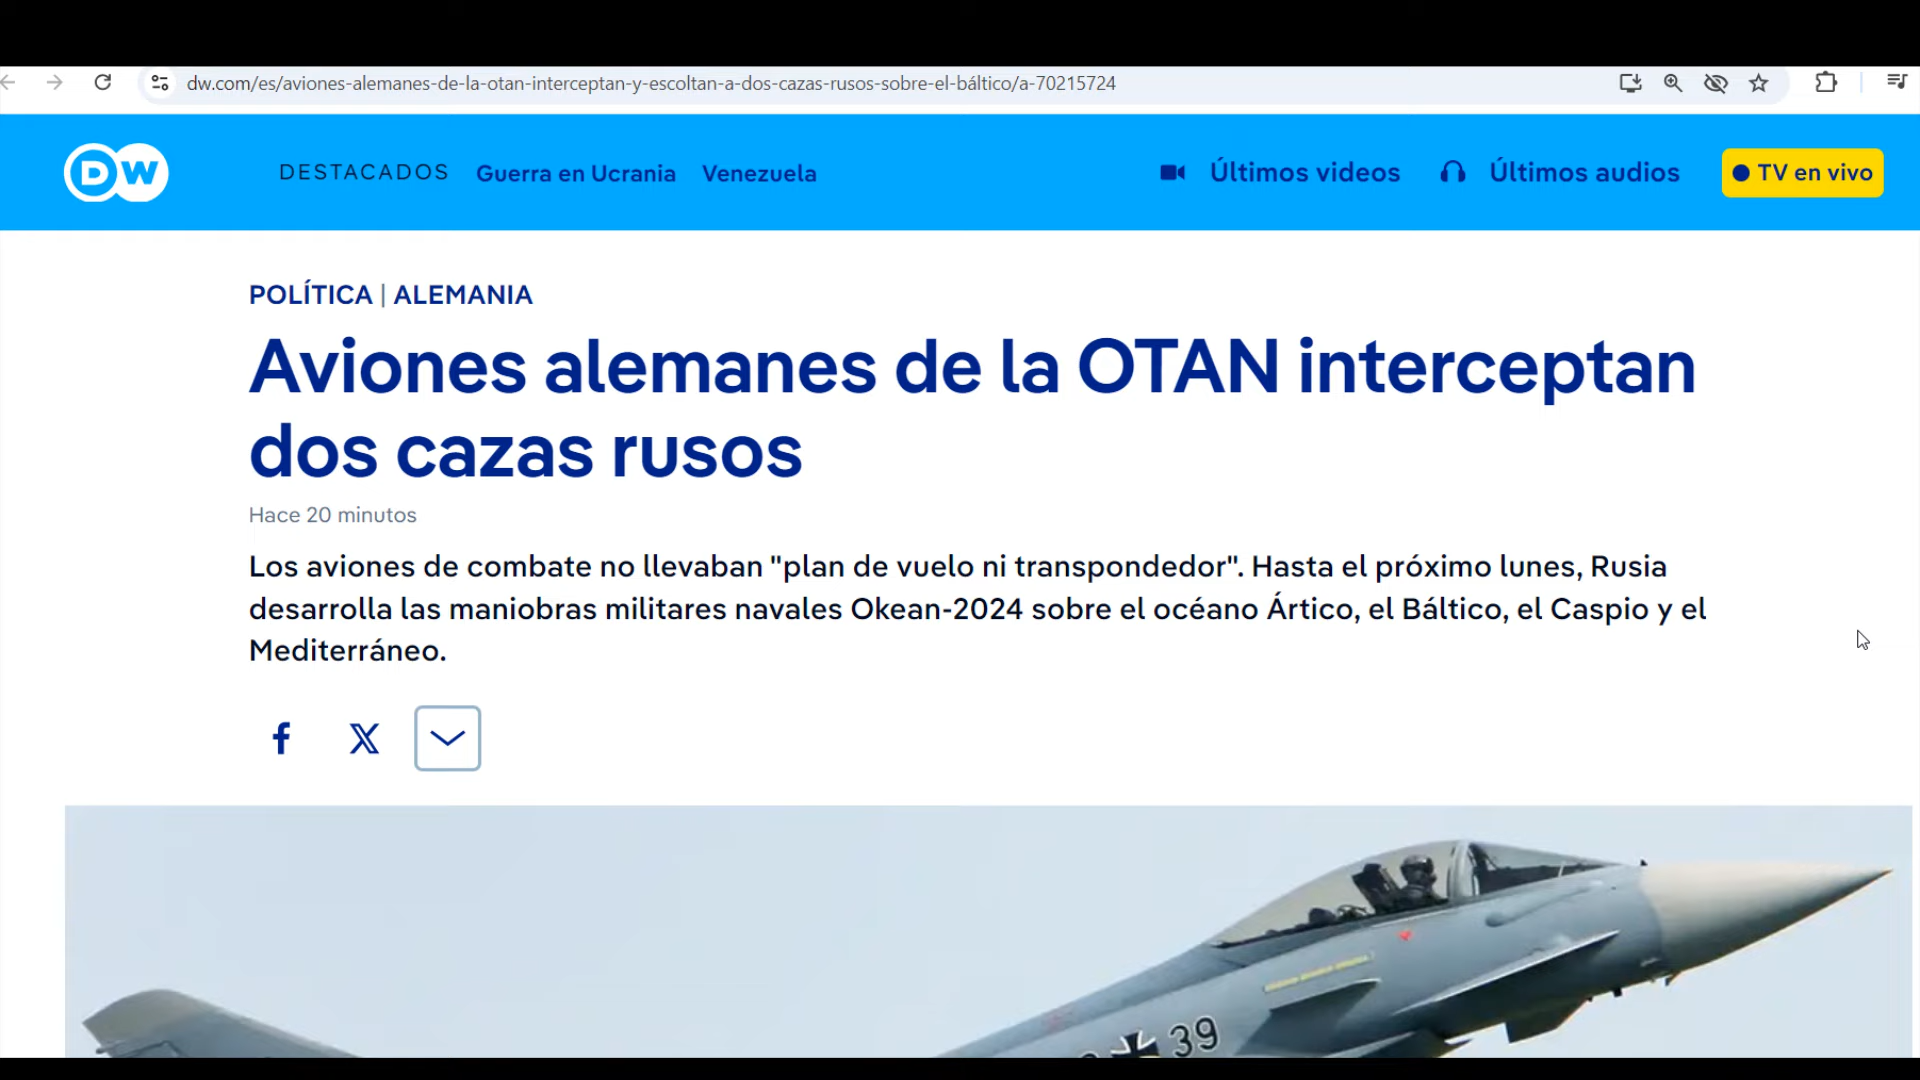 dw.com/es/aviones-alemanes-de-la-otan-interceptan-y-escoltan-a-dos-cazas-rusos-sobre-el-báltico/a-70215724
DW DESTACADOS Guerra en Ucrania Venezuela Últimos videos Últimos audios TV en vivo
POLÍTICA | ALEMANIA
Aviones alemanes de la OTAN interceptan
dos cazas rusos
Hace 20 minutos
Los aviones de combate no llevaban "plan de vuelo ni transpondedor". Hasta el próximo lunes, Rusia
desarrolla las maniobras militares navales Okean-2024 sobre el océano Ártico, el Báltico, el Caspio y el
Mediterráneo.
39